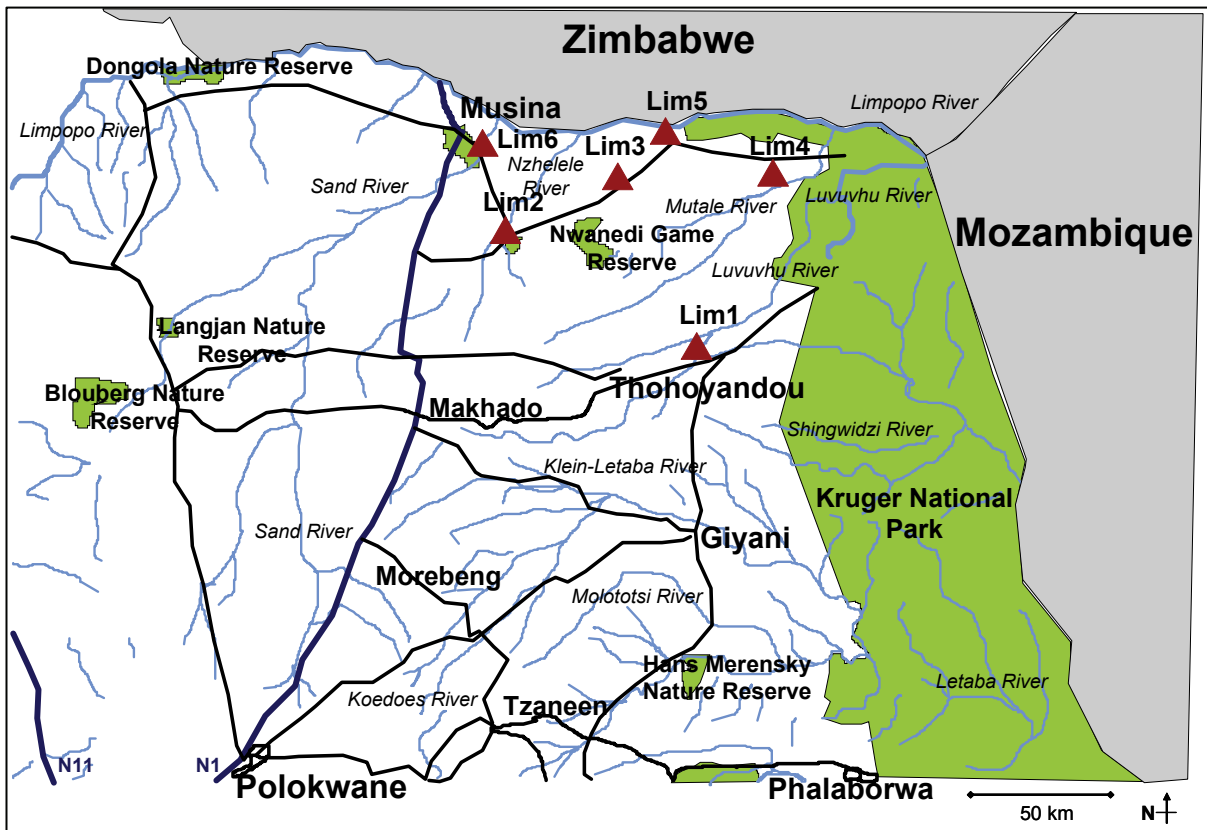 Zimbabwe
Dongola Nature Reserve
Limpopo River
Musina
Lim5
Limpopo River
Lim6
Nzhelele
River
Lim3
Lim4
Sand River
Lim2
Mutale River
Luvuvhu River
Nwanedi Game
Reserve
Mozambique
Luvuvhu River
Lim1
Langjan Nature
Reserve
Blouberg Nature
Reserve
Makhado
Thohoyandou
Shingwidzi River
Klein-Letaba River
Kruger National
Park
Sand River
Giyani
Morebeng
Molototsi River
Hans Merensky
Nature Reserve
Koedoes River
Tzaneen
Letaba River
N11
N1
Polokwane
Phalaborwa
50 km
N